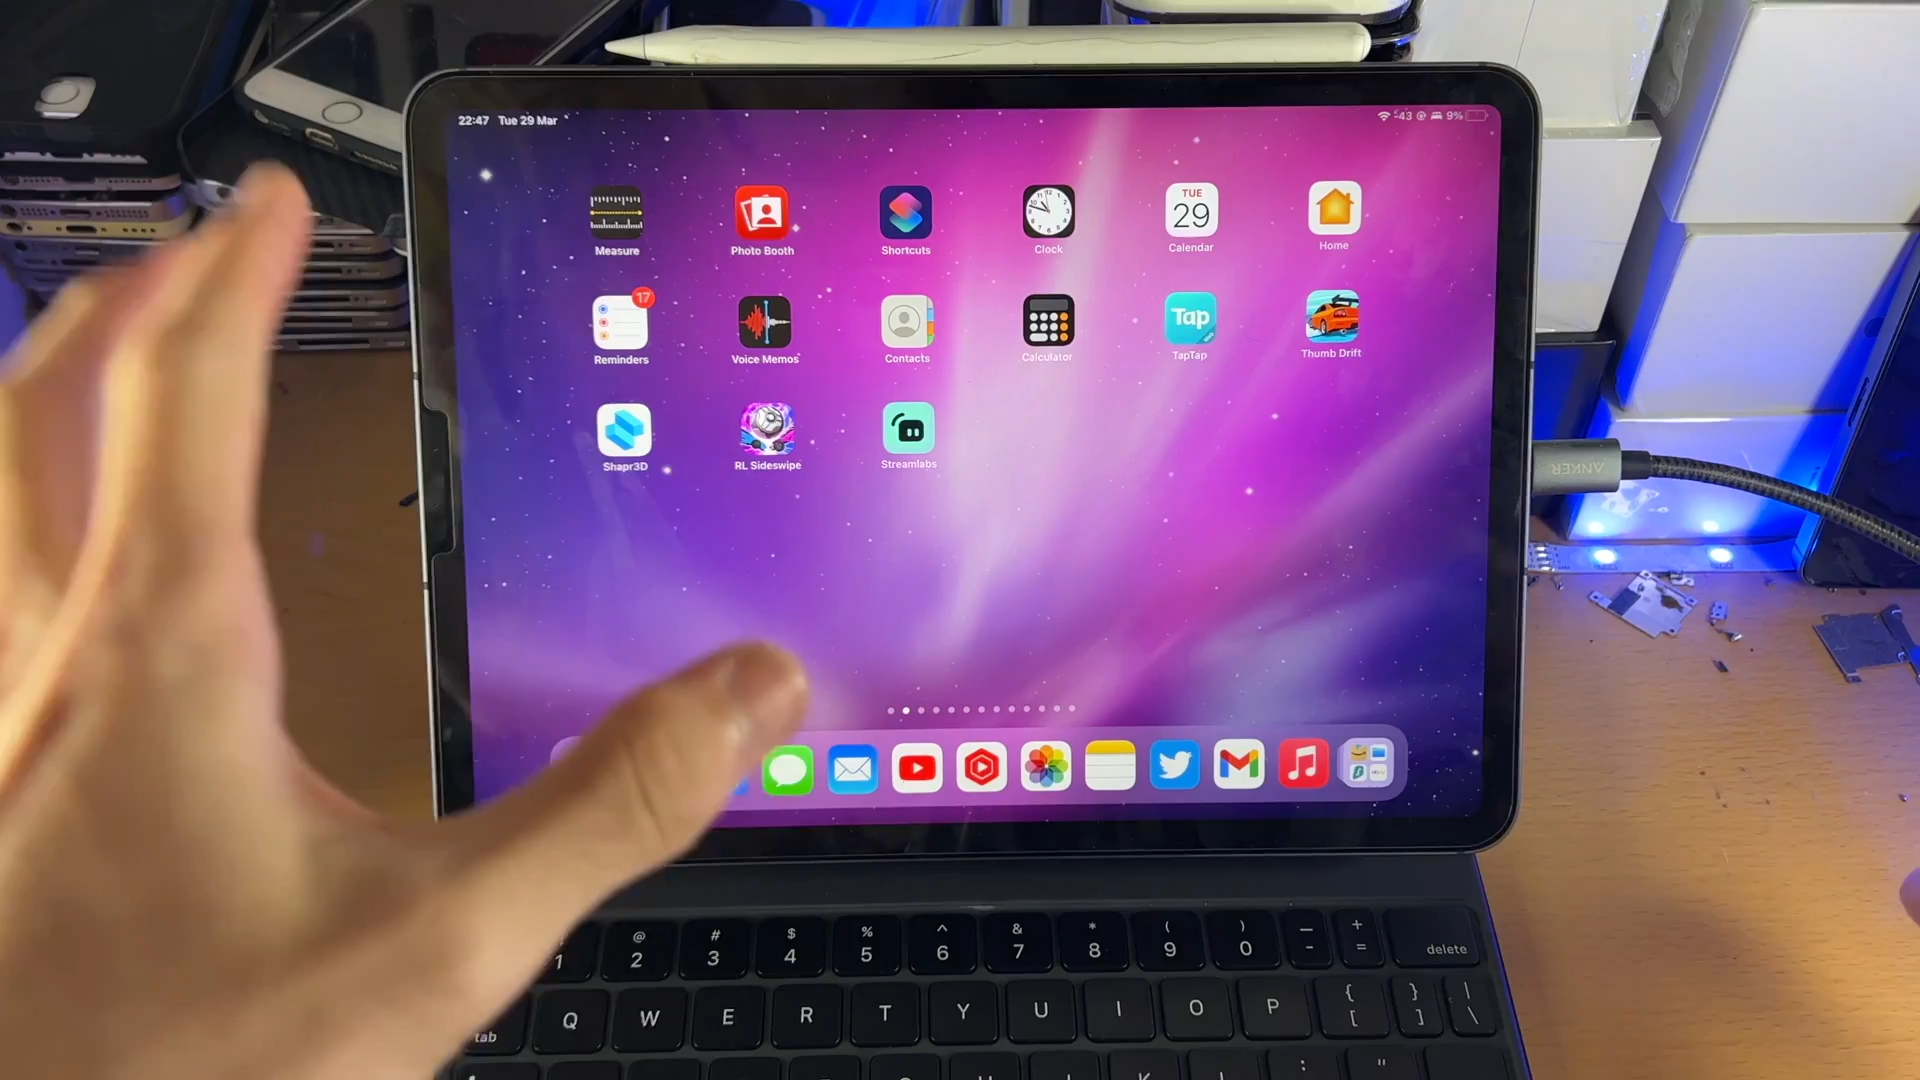 22:47 Tue 29 Mar
-43 9%
Measure
Photo Booth
Shortcuts
Clock
TUE
29
Calendar
Home
17
Reminders
Voice Memos
Contacts
Calculator
Tap
TapTap
Thumb Drift
Shapr3D
RL Sideswipe
Streamlabs
ANKER
@ # $ % ^ & * ( ) — +
1 2 3 4 5 6 7 8 9 0 - = delete
{ } |
tab Q W E R T Y U I O P [ ] \
: "